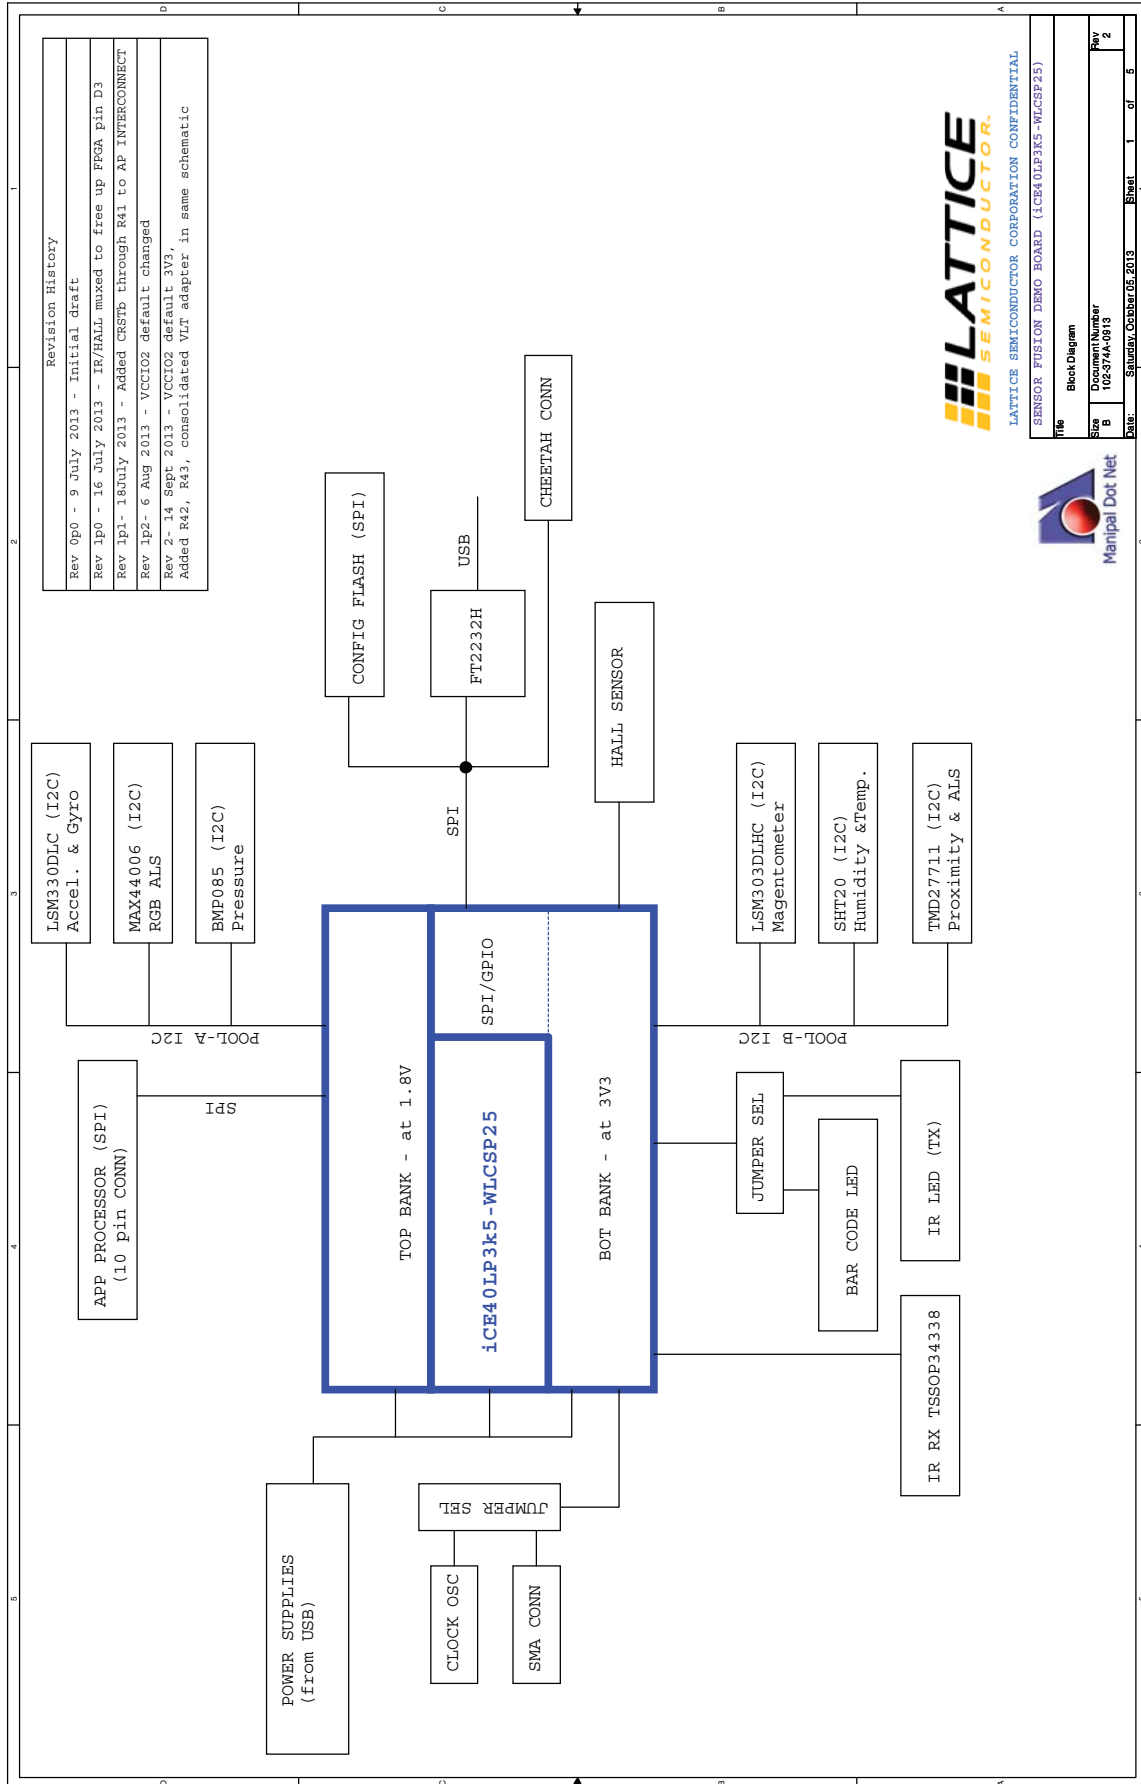 Revision History
Rev 0p0 - 9 July 2013 - Initial draft
Rev 1p0 - 16 July 2013 - IR/HALL muxed to free up FPGA pin D3
Rev 1p1- 18July 2013 - Added CRSTb through R41 to AP INTERCONNECT
Rev 1p2- 6 Aug 2013 - VCCIO2 default changed
Rev 2- 14 Sept 2013 - VCCIO2 default 3V3,
Added R42, R43, consolidated VLT adapter in same schematic
APP PROCESSOR (SPI)
(10 pin CONN)
SPI
LSM330DLC (I2C)
Accel. & Gyro
MAX44006 (I2C)
RGB ALS
BMP085 (I2C)
Pressure
POOL-A I2C
POWER SUPPLIES
(from USB)
CLOCK OSC
SMA CONN
JUMPER SEL
TOP BANK - at 1.8V
iCE40LP3k5-WLCSP25
SPI/GPIO
BOT BANK - at 3V3
SPI
CONFIG FLASH (SPI)
FT2232H
USB
CHEETAH CONN
HALL SENSOR
POOL-B I2C
LSM303DLHC (I2C)
Magentometer
SHT20 (I2C)
Humidity &Temp.
TMD27711 (I2C)
Proximity & ALS
JUMPER SEL
BAR CODE LED
IR LED (TX)
IR RX TSSOP34338
LATTICE
SEMICONDUCTOR.
LATTICE SEMICONDUCTOR CORPORATION CONFIDENTIAL
SENSOR FUSION DEMO BOARD (iCE40LP3K5-WLCSP25)
Title
Block Diagram
Size
B
Document Number
102-374A-0913
Rev
2
Date:
Saturday, October 05, 2013
Sheet
1
of
5
Manipal Dot Net
5
4
3
2
1
D
C
B
A
D
C
B
A